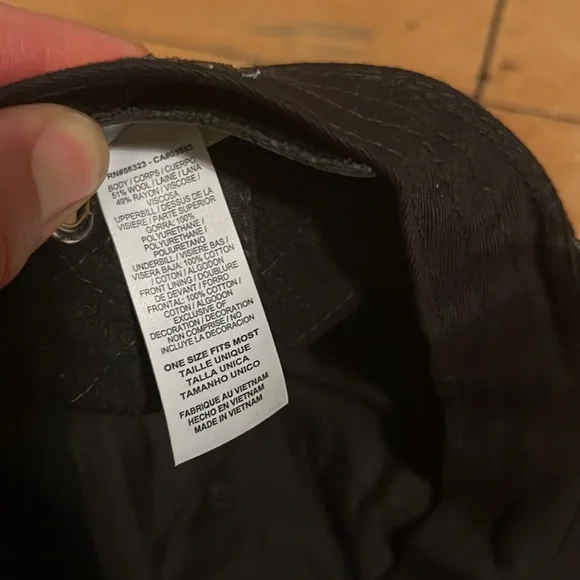 RN#56323 - CA#05553
BODY / CORPS / CUERPO
51% WOOL / LAINE / LANA
49% RAYON / VISCOSE /
VISCOSA
UPPERBILL / DESSUS DE LA
VISIERE / PARTE SUPERIOR
GORRA: 100%
POLYURETHANE /
POLYURETHANE /
POLIURETANO
UNDERBILL / VISIERE BAS /
VISERA BAJA: 100% COTTON
/ COTON / ALGODON
FRONT LINING / DOUBLURE
DE DEVANT / FORRO
FRONTAL: 100% COTTON /
COTON / ALGODON
EXCLUSIVE OF
DECORATION / DECORATION
NON COMPRISE / NO
INCLUYE LA DECORACION
ONE SIZE FITS MOST
TAILLE UNIQUE
TALLA UNICA
TAMANHO UNICO
FABRIQUE AU VIETNAM
HECHO EN VIETNAM
MADE IN VIETNAM